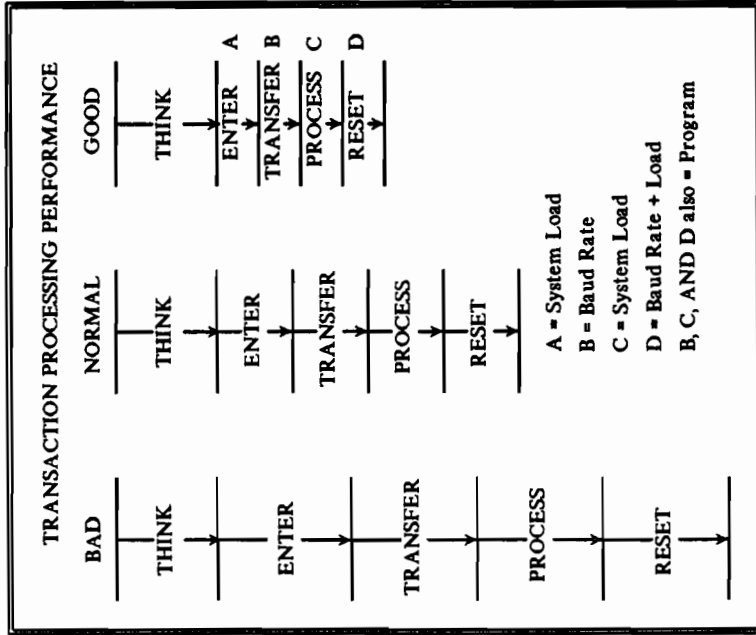 TRANSACTION PROCESSING PERFORMANCE
BAD NORMAL GOOD
THINK THINK THINK
ENTER ENTER ENTER A
TRANSFER TRANSFER TRANSFER B
PROCESS PROCESS PROCESS C
RESET RESET RESET D
A = System Load
B = Baud Rate
C = System Load
D = Baud Rate + Load
B, C, AND D also = Program